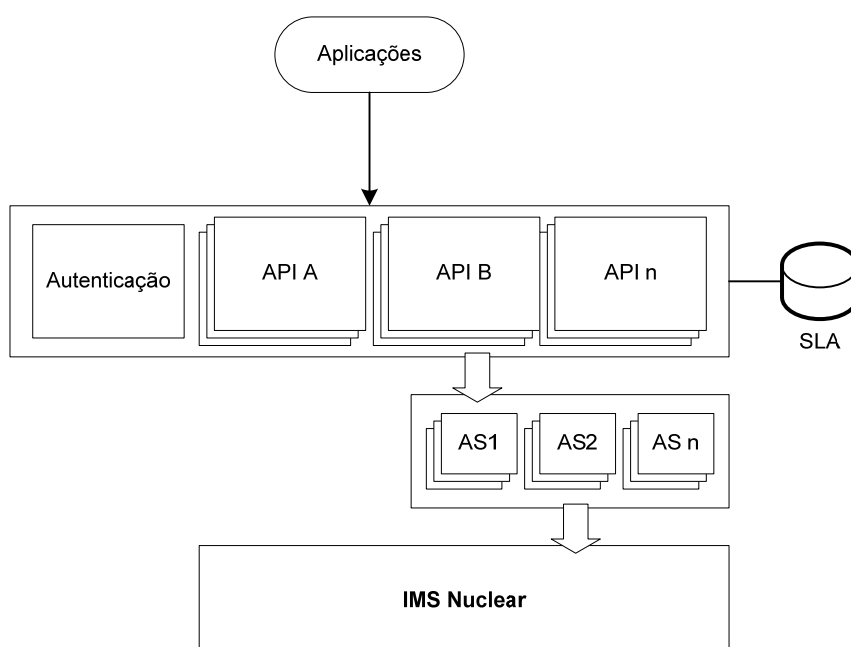 Aplicações
Autenticação
API A
API B
API n
SLA
AS1
AS2
AS n
IMS Nuclear